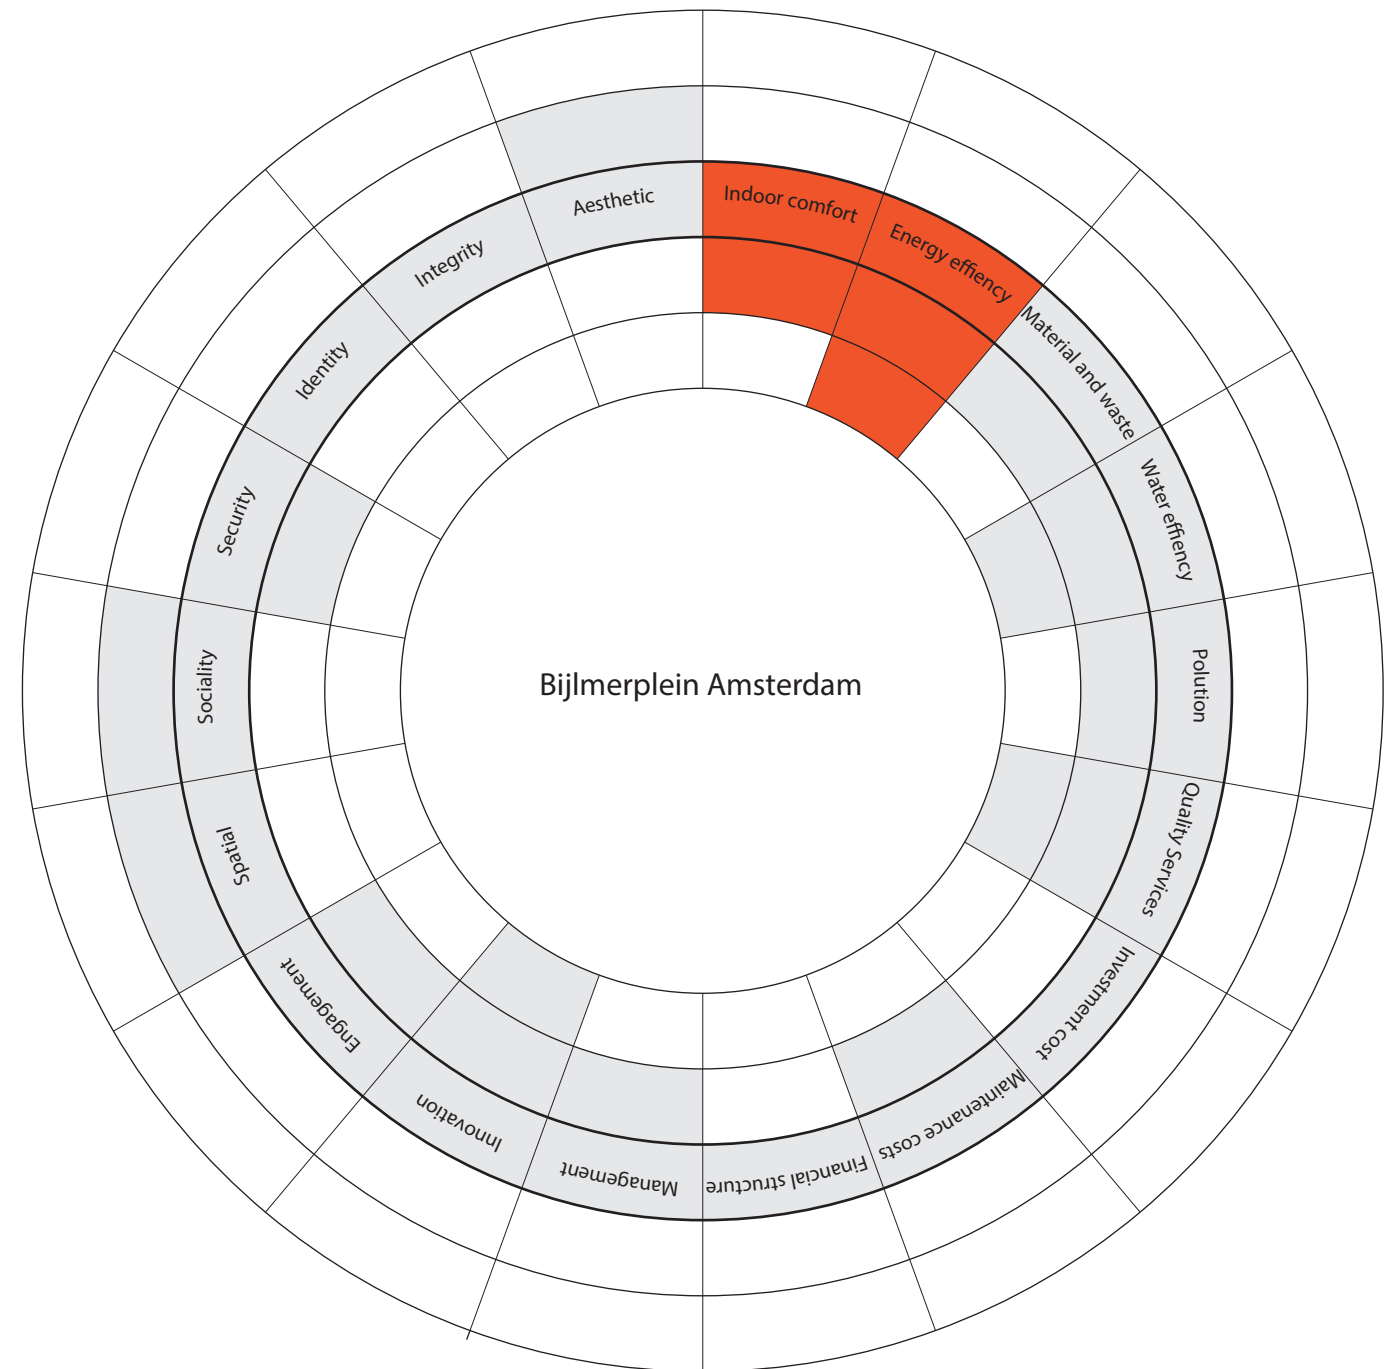 Indoor comfort
Energy effiency
Material and waste
Water effiency
Polution
Quality Services
Investment cost
Maintenance costs
Financial structure
Management
Innovation
Engagement
Spatial
Sociality
Security
Identity
Integrity
Aesthetic
Bijlmerplein Amsterdam